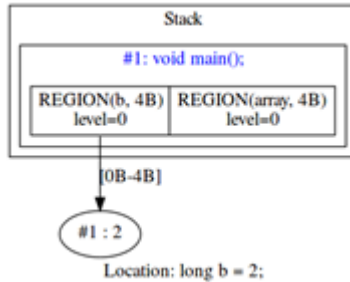 Stack
#1: void main();
REGION(b, 4B)
level=0
REGION(array, 4B)
level=0
[0B-4B]
#1 : 2
Location: long b = 2;